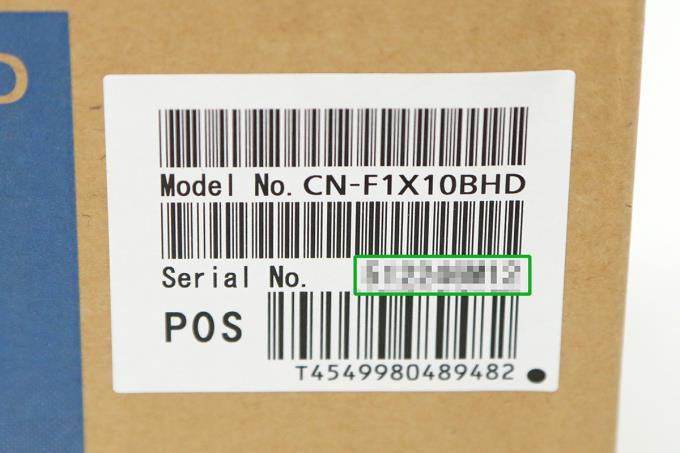 D
Model No. CN-F1X10BHD
Serial No.
POS
T4549980489482